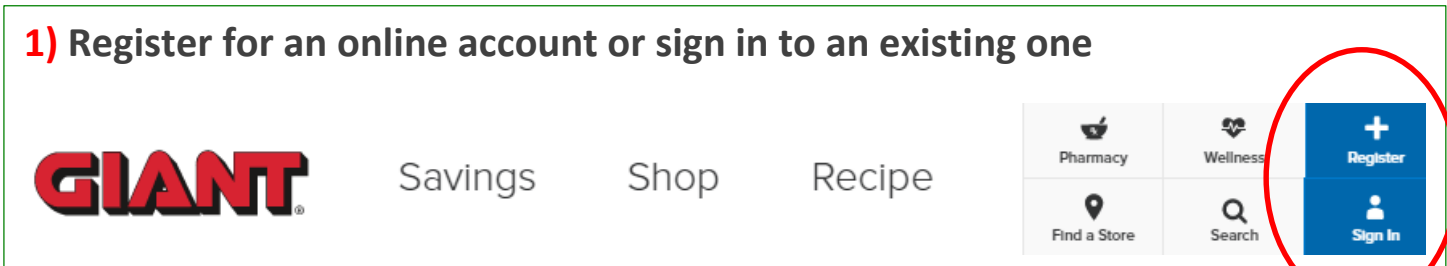 1) Register for an online account or sign in to an existing one
GIANT®
Savings Shop Recipe
Pharmacy Wellness Register
Find a Store Search Sign In